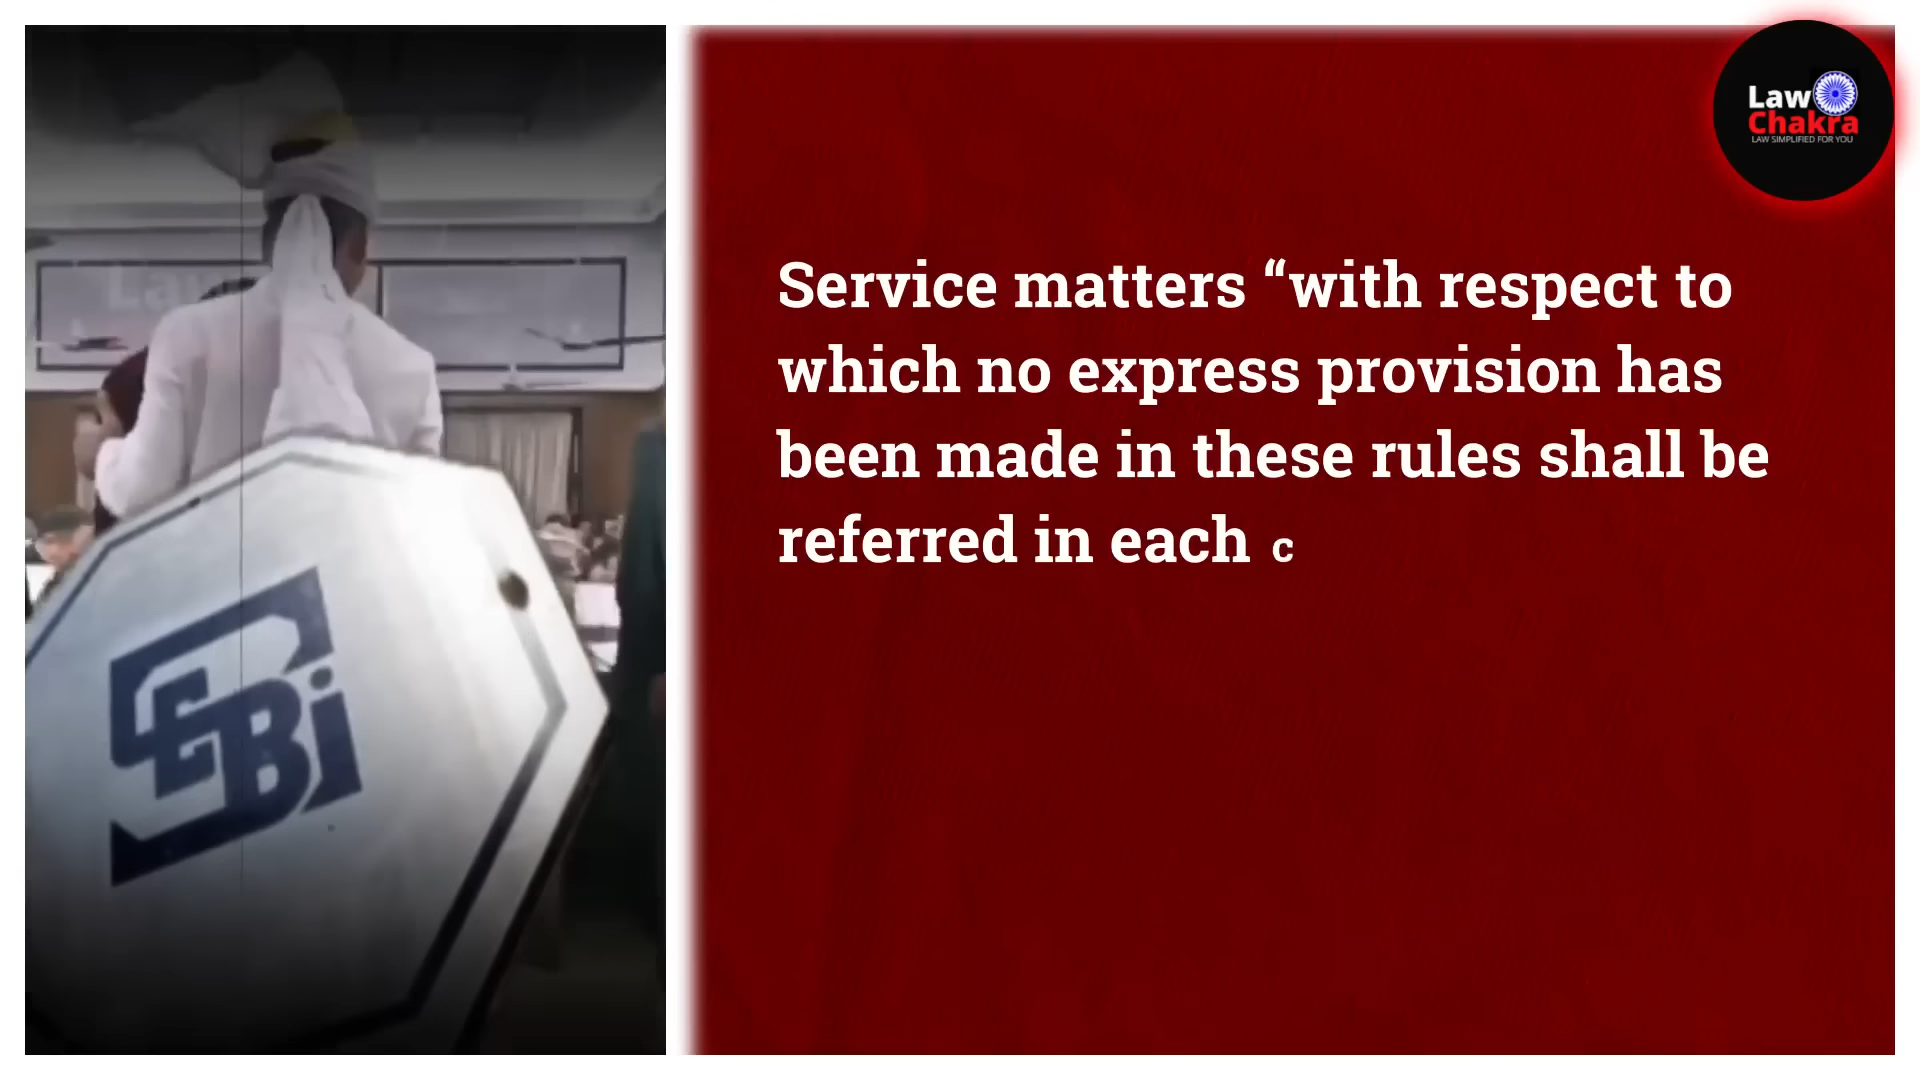 Law Chakra
LAW SIMPLIFIED FOR YOU
Service matters “with respect to
which no express provision has
been made in these rules shall be
referred in each c
SEBi